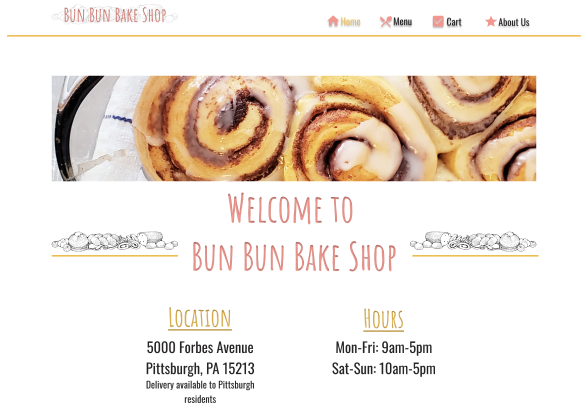 Bun Bun Bake Shop
Home Menu Cart About Us
Welcome to
Bun Bun Bake Shop
Location
5000 Forbes Avenue
Pittsburgh, PA 15213
Delivery available to Pittsburgh
residents
Hours
Mon-Fri: 9am-5pm
Sat-Sun: 10am-5pm